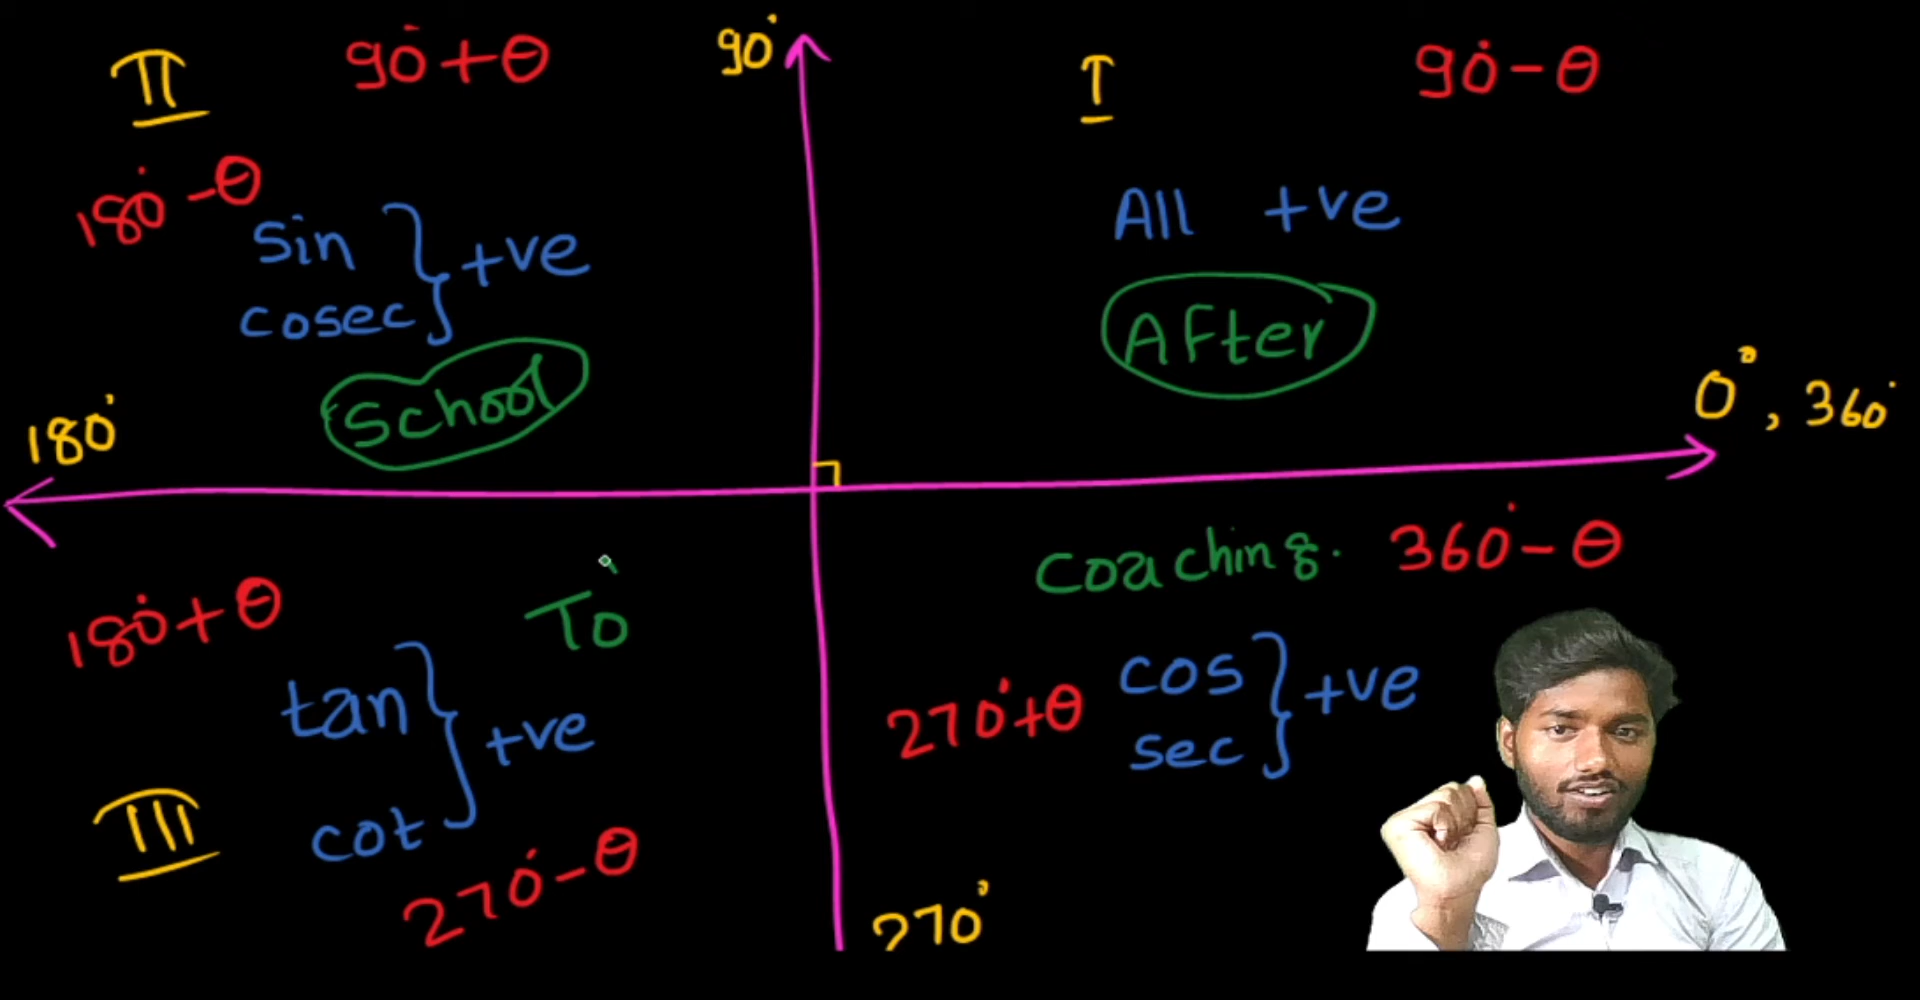 II
90°+θ
90°
I
90°-θ
180°-θ
sin
cosec
} +ve
School
All +ve
After
180°
0°, 360°
180°+θ
To
tan
cot
} +ve
III
270°-θ
Coaching.
360°-θ
270°+θ
cos
sec
} +ve
270°